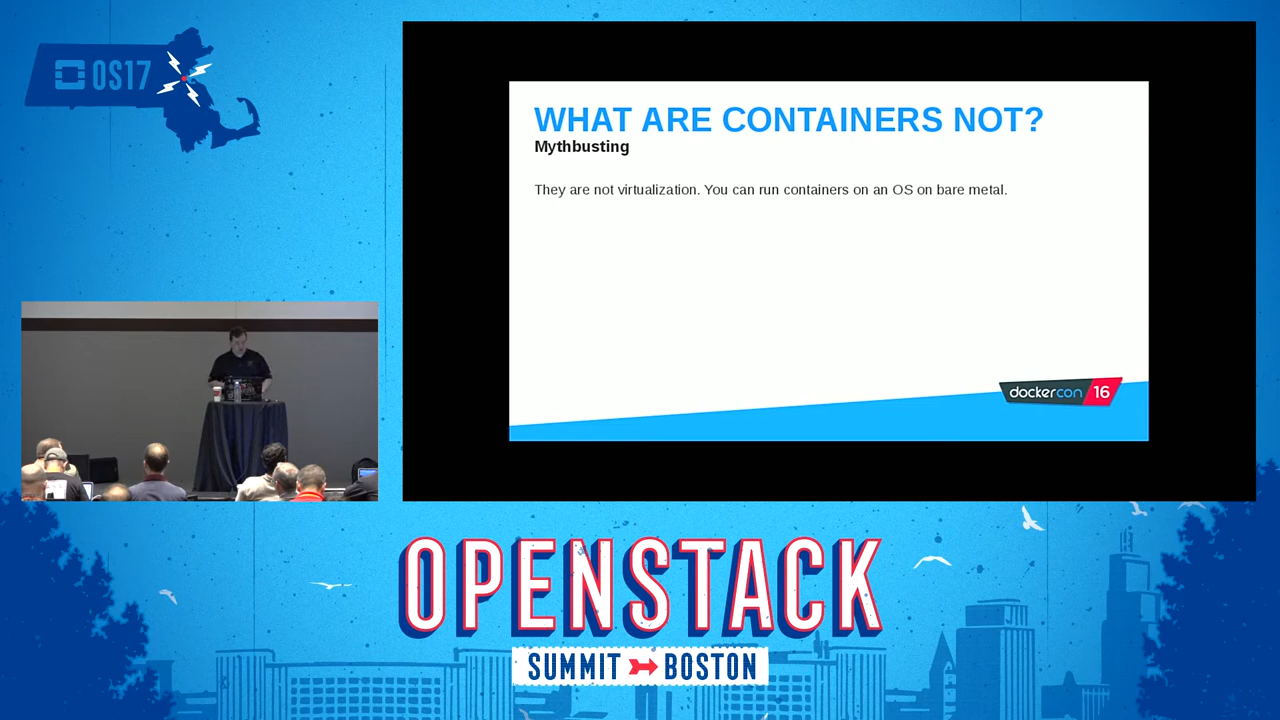 OS17
WHAT ARE CONTAINERS NOT?
Mythbusting
They are not virtualization. You can run containers on an OS on bare metal.
dockercon 16
OPENSTACK
SUMMIT BOSTON